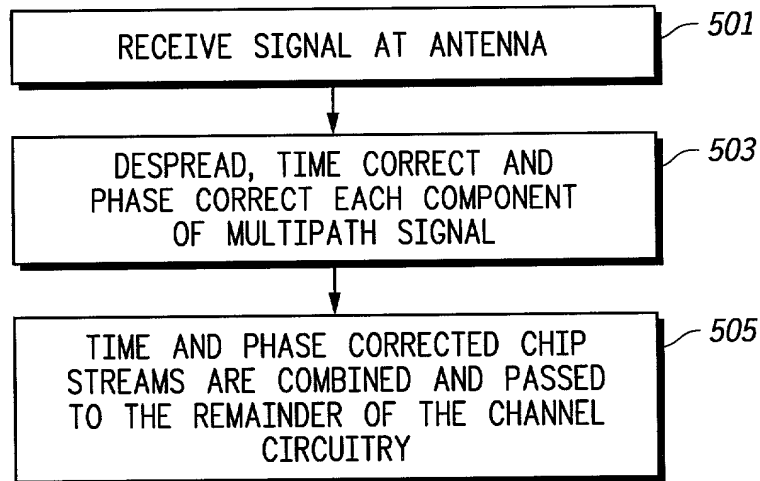 RECEIVE SIGNAL AT ANTENNA
501
DESPREAD, TIME CORRECT AND
PHASE CORRECT EACH COMPONENT
OF MULTIPATH SIGNAL
503
TIME AND PHASE CORRECTED CHIP
STREAMS ARE COMBINED AND PASSED
TO THE REMAINDER OF THE CHANNEL
CIRCUITRY
505